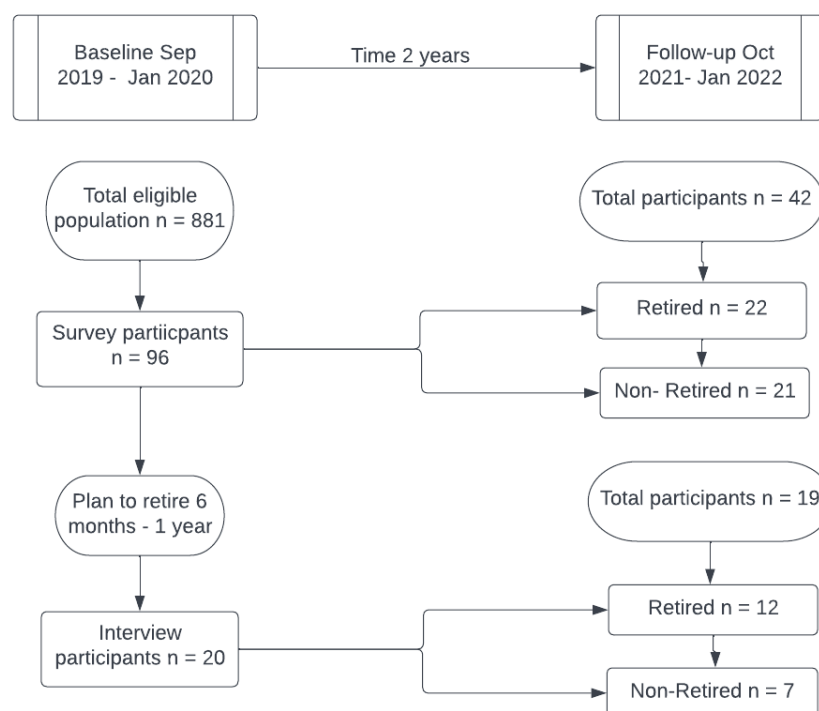 Baseline Sep
2019 -  Jan 2020
Time 2 years
Follow-up Oct
2021- Jan 2022
Total eligible
population n = 881
Total participants n = 42
Survey partiicpants
n = 96
Retired n = 22
Non- Retired n = 21
Plan to retire 6
months - 1 year
Total participants n = 19
Interview
participants n = 20
Retired n = 12
Non-Retired n = 7